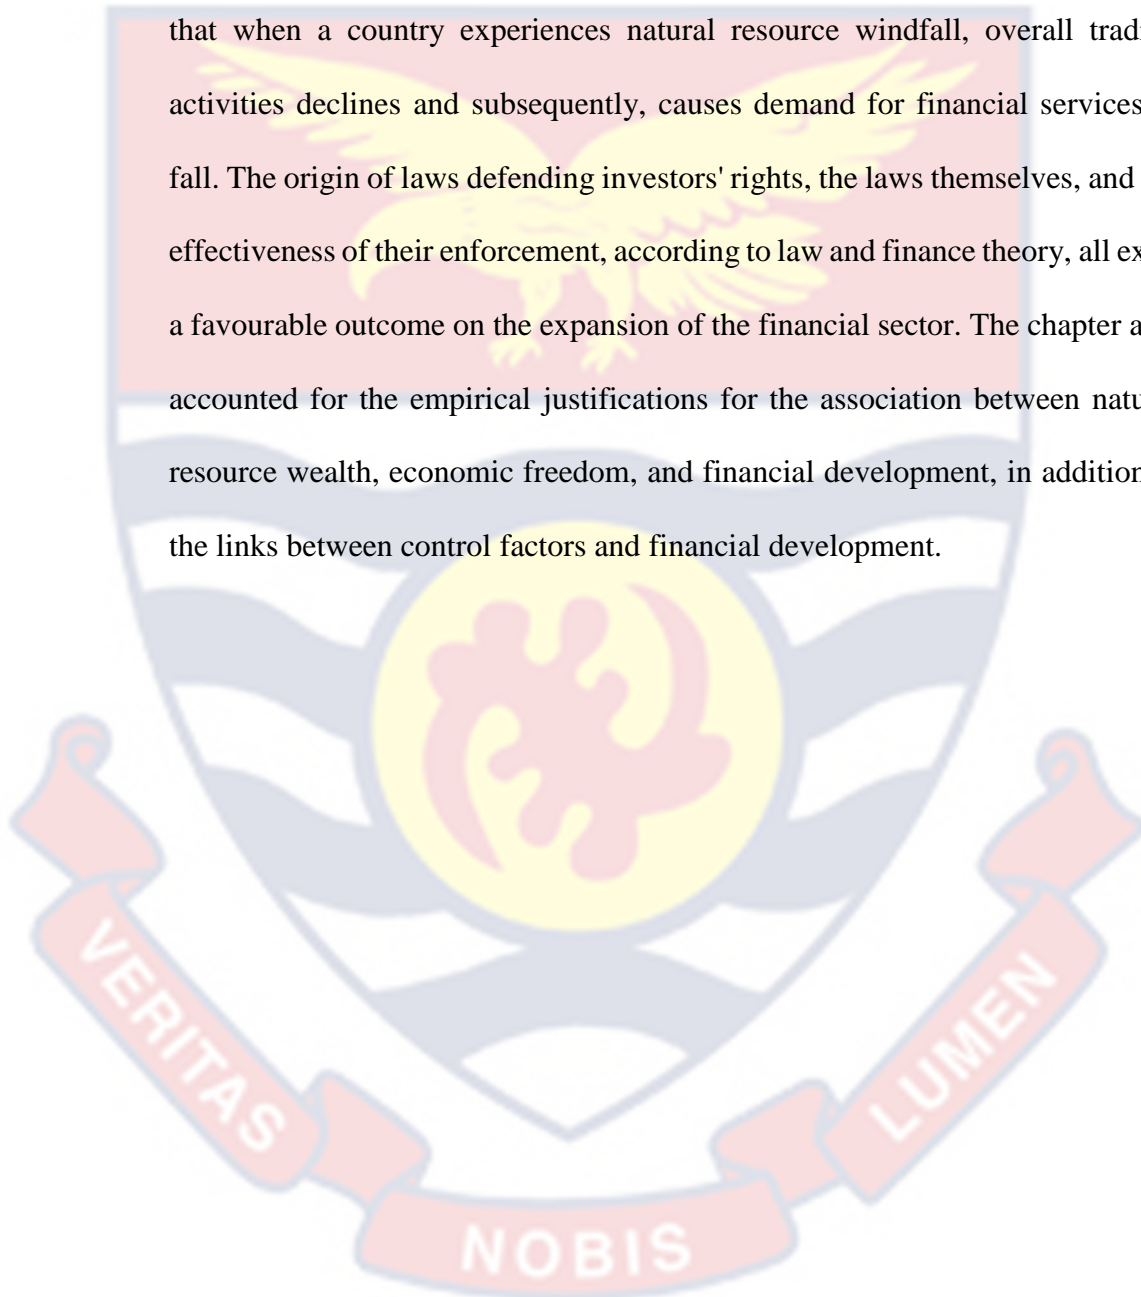 that when a country experiences natural resource windfall, overall tradi
activities declines and subsequently, causes demand for financial services
fall. The origin of laws defending investors' rights, the laws themselves, and
effectiveness of their enforcement, according to law and finance theory, all ex
a favourable outcome on the expansion of the financial sector. The chapter a
accounted for the empirical justifications for the association between natu
resource wealth, economic freedom, and financial development, in addition
the links between control factors and financial development.
VERITAS
NOBIS
LUMEN